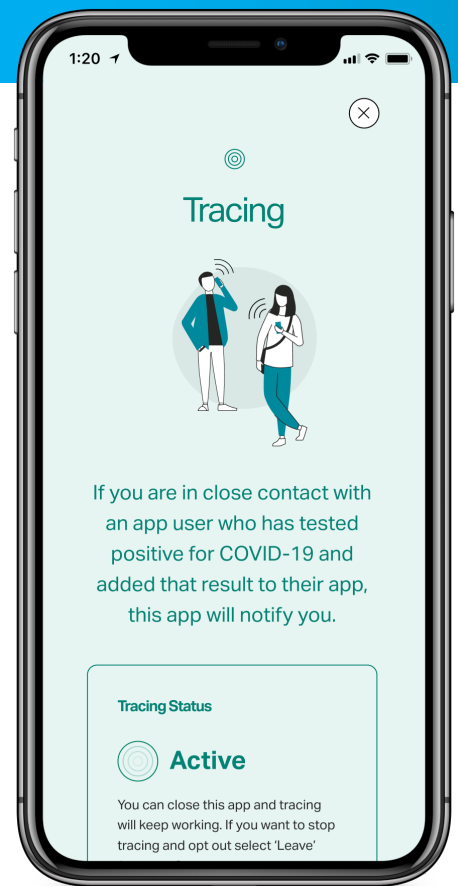 1:20
Tracing
If you are in close contact with
an app user who has tested
positive for COVID-19 and
added that result to their app,
this app will notify you.
Tracing Status
Active
You can close this app and tracing
will keep working. If you want to stop
tracing and opt out select ‘Leave’